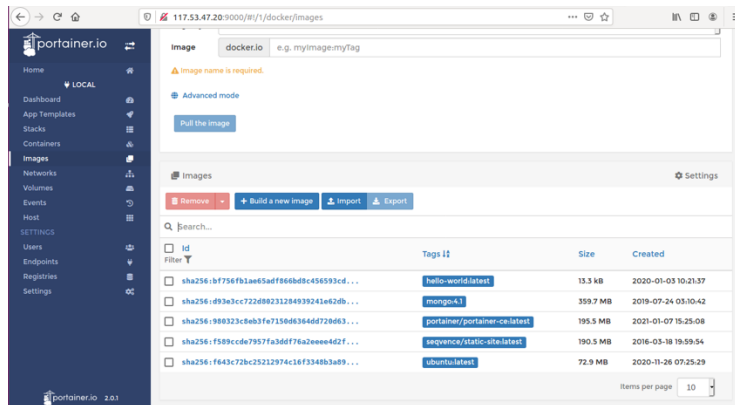 117.53.47.20:9000/#!/1/docker/images
portainer.io
Home
LOCAL
Dashboard
App Templates
Stacks
Containers
Images
Networks
Volumes
Events
Host
SETTINGS
Users
Endpoints
Registries
Settings
portainer.io 2.0.1
Image docker.io e.g. myImage:myTag
Image name is required.
Advanced mode
Pull the image
Images Settings
Remove + Build a new image Import Export
Search...
Id Tags Size Created
Filter
sha256:bf756fb1ae65adf866bd8c456593cd... hello-world:latest 13.3 kB 2020-01-03 10:21:37
sha256:d93e3cc722d80231284939241e62db... mongo:4.1 359.7 MB 2019-07-24 03:10:42
sha256:980323c8eb3fe7150d6364dd720d63... portainer/portainer-ce:latest 195.5 MB 2021-01-07 15:25:08
sha256:f589ccde7957fa3ddf76a2eeee4d2f... seqvence/static-site:latest 190.5 MB 2016-03-18 19:59:54
sha256:f643c72bc25212974c16f3348b3a89... ubuntu:latest 72.9 MB 2020-11-26 07:25:29
Items per page 10